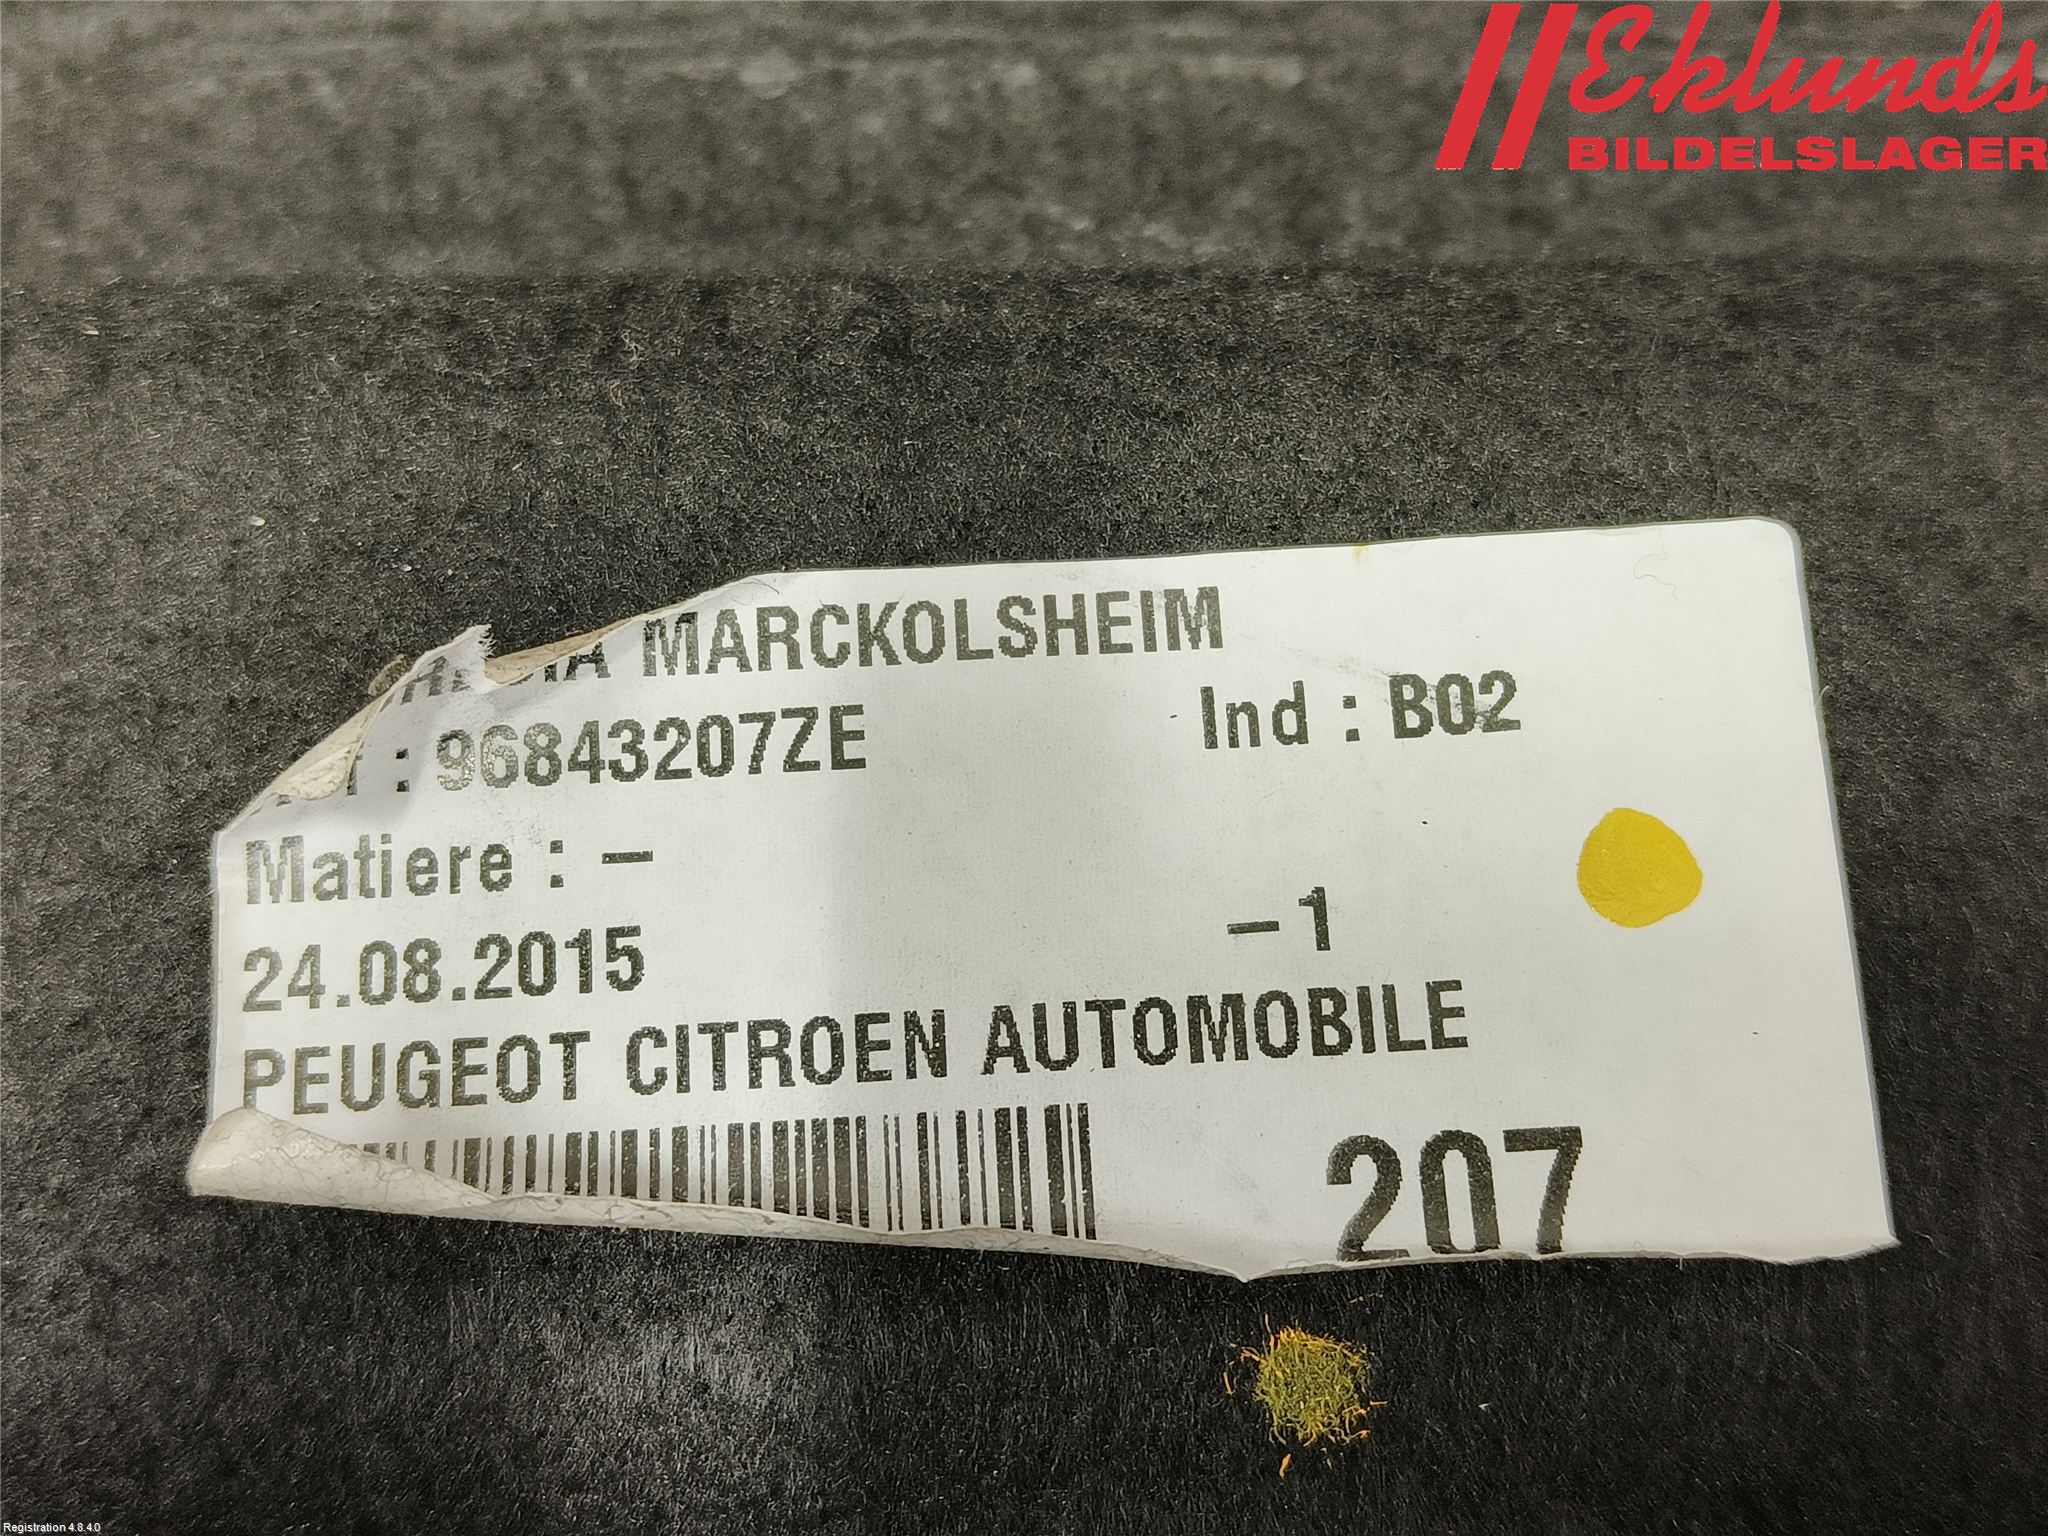 Eklunds
BILDELSLAGER
MARCKOLSHEIM
: 96843207ZE Ind : B02
Matiere : –
24.08.2015 – 1
PEUGEOT CITROEN AUTOMOBILE
207
Registration 4.8.4.0